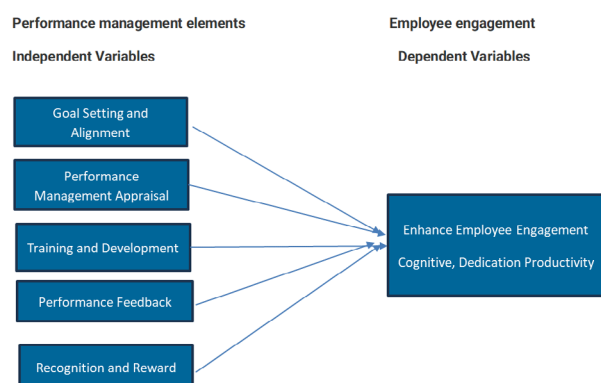 Performance management elements
Employee engagement
Independent Variables
Dependent Variables
Goal Setting and
Alignment
Performance
Management Appraisal
Training and Development
Performance Feedback
Recognition and Reward
Enhance Employee Engagement
Cognitive, Dedication Productivity